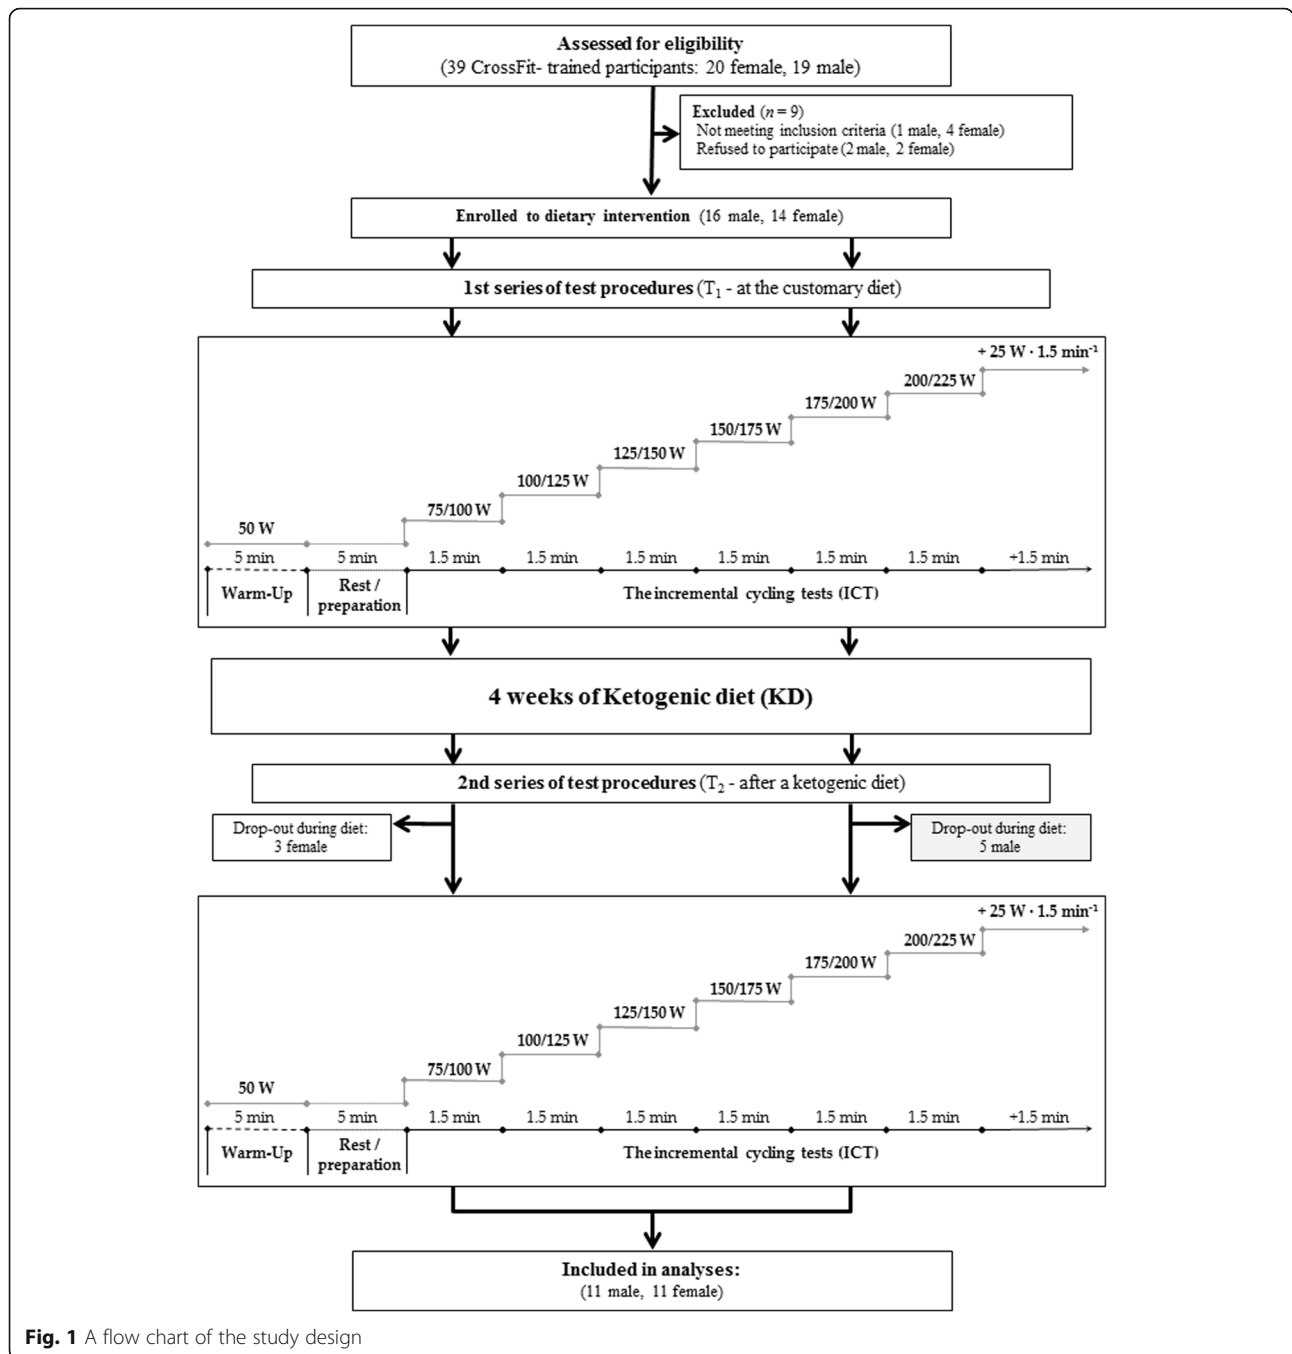 Assessed for eligibility
(39 CrossFit- trained participants: 20 female, 19 male)
Excluded (n = 9)
Not meeting inclusion criteria (1 male, 4 female)
Refused to participate (2 male, 2 female)
Enrolled to dietary intervention (16 male, 14 female)
1st series of test procedures (T1 - at the customary diet)
+ 25 W · 1.5 min-1
200/225 W
175/200 W
150/175 W
125/150 W
100/125 W
75/100 W
50 W
5 min 5 min 1.5 min 1.5 min 1.5 min 1.5 min 1.5 min 1.5 min +1.5 min
Warm-Up
Rest /
preparation
The incremental cycling tests (ICT)
4 weeks of Ketogenic diet (KD)
2nd series of test procedures (T2 - after a ketogenic diet)
Drop-out during diet:
3 female
Drop-out during diet:
5 male
+ 25 W · 1.5 min-1
200/225 W
175/200 W
150/175 W
125/150 W
100/125 W
75/100 W
50 W
5 min 5 min 1.5 min 1.5 min 1.5 min 1.5 min 1.5 min 1.5 min +1.5 min
Warm-Up
Rest /
preparation
The incremental cycling tests (ICT)
Included in analyses:
(11 male, 11 female)
Fig. 1 A flow chart of the study design